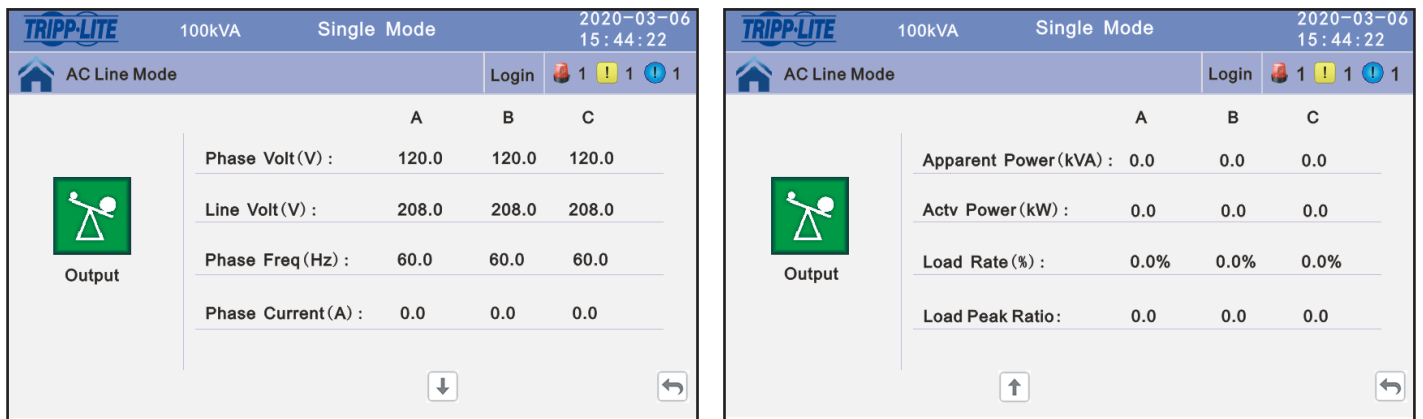 TRIPP·LITE 100kVA Single Mode 2020-03-06
15:44:22
AC Line Mode Login 1 ! 1 ! 1
A B C
Phase Volt(V): 120.0 120.0 120.0
Line Volt(V): 208.0 208.0 208.0
Phase Freq(Hz): 60.0 60.0 60.0
Phase Current(A): 0.0 0.0 0.0
Output
TRIPP·LITE 100kVA Single Mode 2020-03-06
15:44:22
AC Line Mode Login 1 ! 1 ! 1
A B C
Apparent Power(kVA): 0.0 0.0 0.0
Actv Power(kW): 0.0 0.0 0.0
Load Rate(%): 0.0% 0.0% 0.0%
Load Peak Ratio: 0.0 0.0 0.0
Output